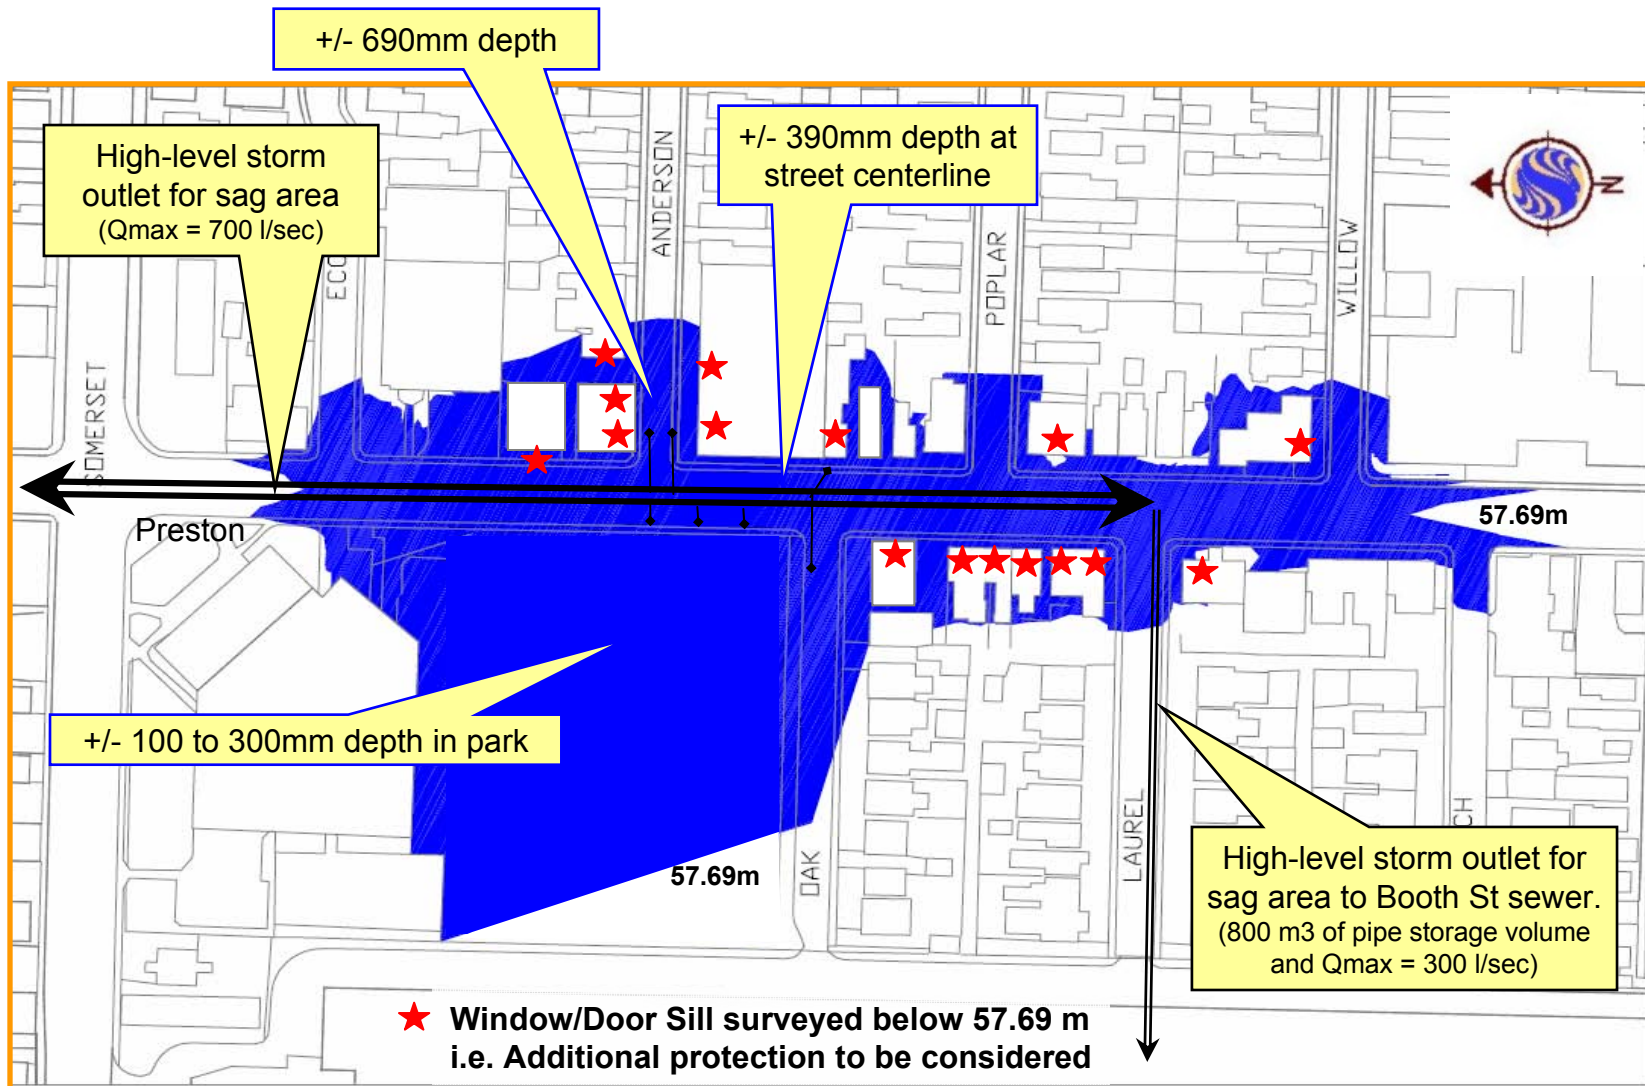 +/- 690mm depth
High-level storm
outlet for sag area
(Qmax = 700 l/sec)
+/- 390mm depth at
street centerline
ANDERSON
POPLAR
WILLOW
N
SOMERSET
ECC
Preston
57.69m
+/- 100 to 300mm depth in park
57.69m
OAK
LAUREL
CH
High-level storm outlet for
sag area to Booth St sewer.
(800 m3 of pipe storage volume
and Qmax = 300 l/sec)
Window/Door Sill surveyed below 57.69 m
i.e. Additional protection to be considered